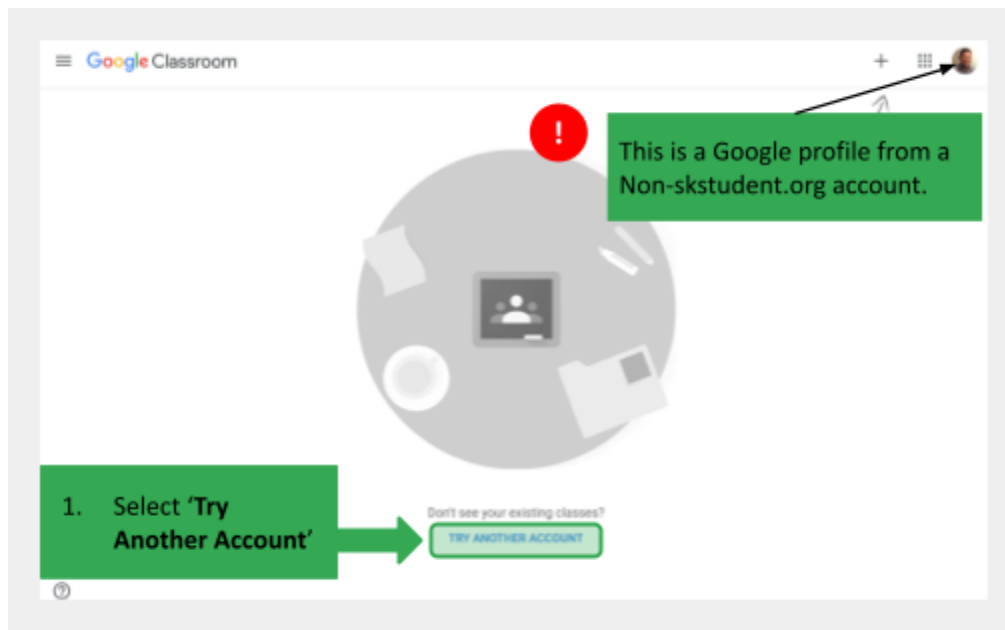 Google Classroom
!
This is a Google profile from a
Non-skstudent.org account.
1. Select ‘Try
Another Account’
Don't see your existing classes?
TRY ANOTHER ACCOUNT